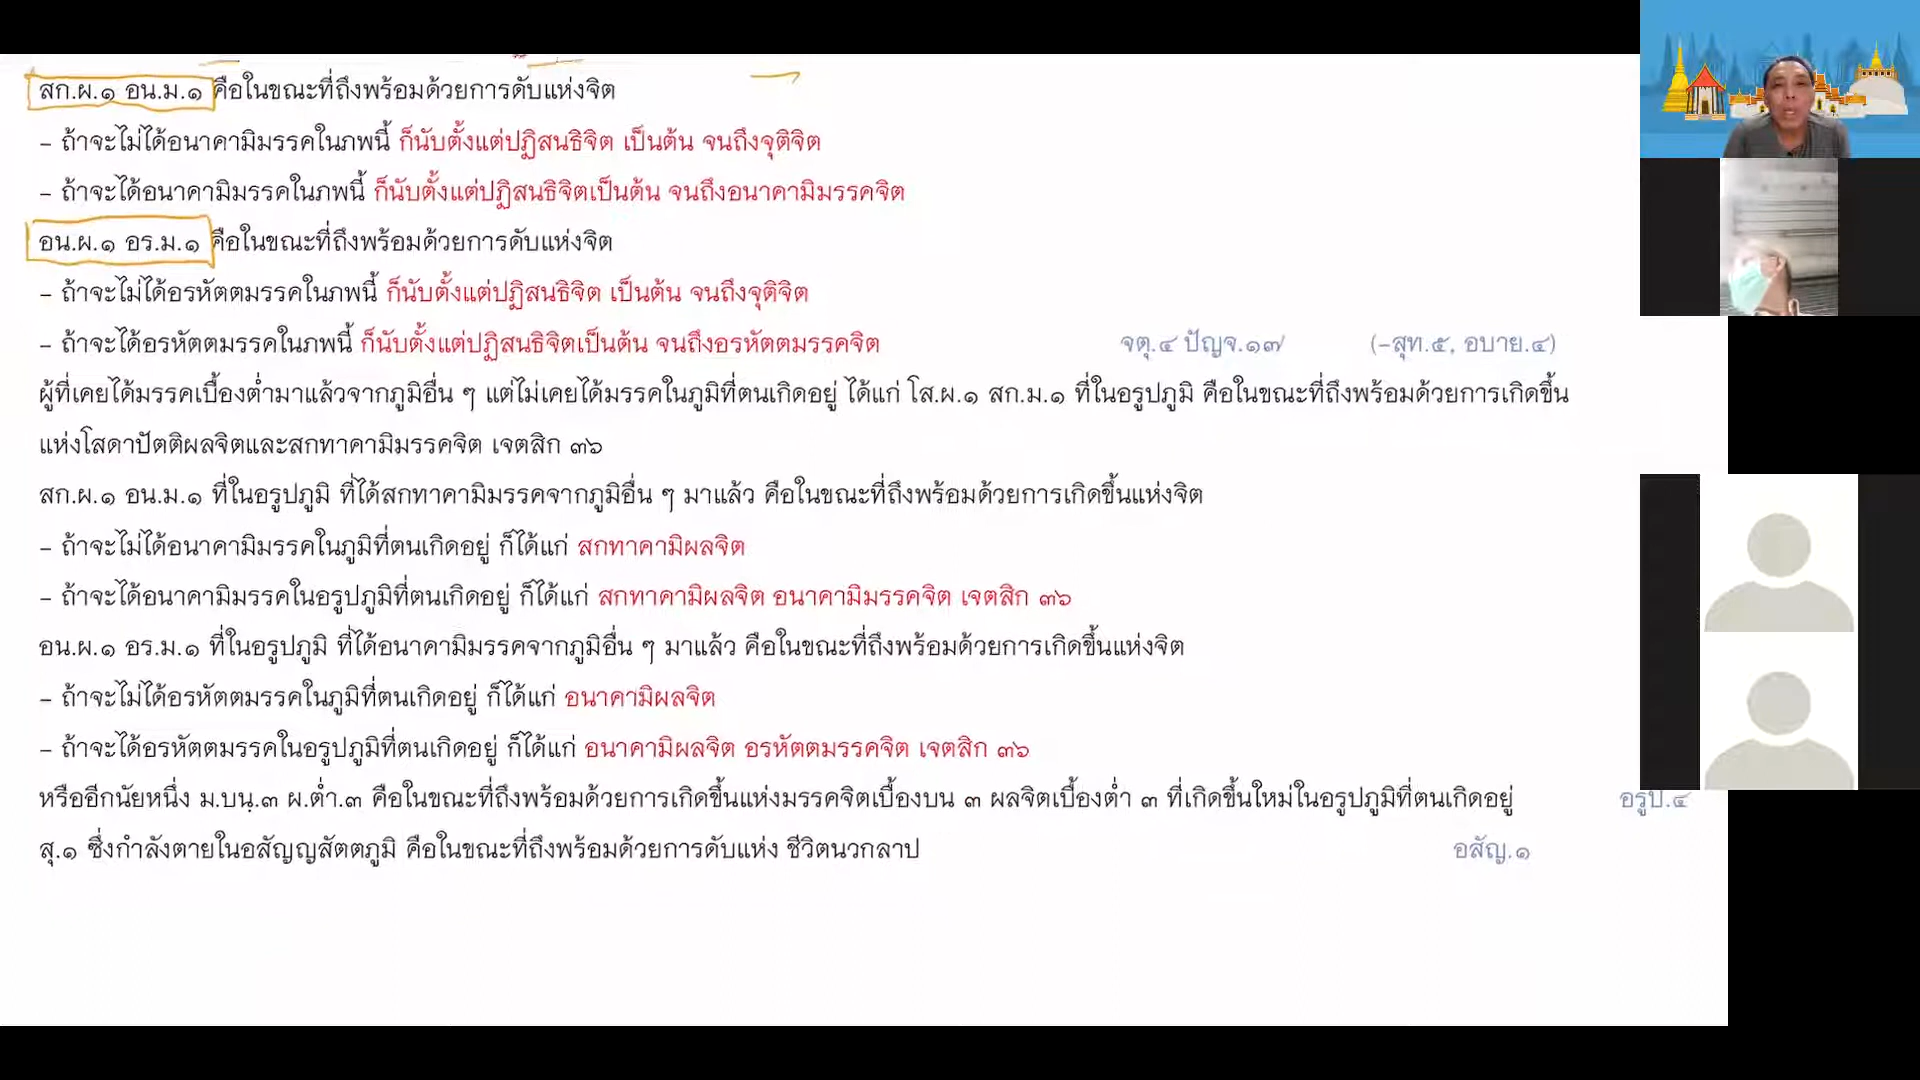 สก.ผ.๑ อน.ม.๑ คือในขณะที่ถึงพร้อมด้วยการดับแห่งจิต
– ถ้าจะไม่ได้อนาคามิมรรคในภพนี้ ก็นับตั้งแต่ปฏิสนธิจิต เป็นต้น จนถึงจุติจิต
– ถ้าจะได้อนาคามิมรรคในภพนี้ ก็นับตั้งแต่ปฏิสนธิจิตเป็นต้น จนถึงอนาคามิมรรคจิต
อน.ผ.๑ อร.ม.๑ คือในขณะที่ถึงพร้อมด้วยการดับแห่งจิต
– ถ้าจะไม่ได้อรหัตตมรรคในภพนี้ ก็นับตั้งแต่ปฏิสนธิจิต เป็นต้น จนถึงจุติจิต
– ถ้าจะได้อรหัตตมรรคในภพนี้ ก็นับตั้งแต่ปฏิสนธิจิตเป็นต้น จนถึงอรหัตตมรรคจิต จตุ.๔ ปัญจ.๑๗ (–สุท.๕, อบาย.๔)
ผู้ที่เคยได้มรรคเบื้องต่ำมาแล้วจากภูมิอื่น ๆ แต่ไม่เคยได้มรรคในภูมิที่ตนเกิดอยู่ ได้แก่ โส.ผ.๑ สก.ม.๑ ที่ในอรูปภูมิ คือในขณะที่ถึงพร้อมด้วยการเกิดขึ้น
แห่งโสดาปัตติผลจิตและสกทาคามิมรรคจิต เจตสิก ๓๖
สก.ผ.๑ อน.ม.๑ ที่ในอรูปภูมิ ที่ได้สกทาคามิมรรคจากภูมิอื่น ๆ มาแล้ว คือในขณะที่ถึงพร้อมด้วยการเกิดขึ้นแห่งจิต
– ถ้าจะไม่ได้อนาคามิมรรคในภูมิที่ตนเกิดอยู่ ก็ได้แก่ สกทาคามิผลจิต
– ถ้าจะได้อนาคามิมรรคในอรูปภูมิที่ตนเกิดอยู่ ก็ได้แก่ สกทาคามิผลจิต อนาคามิมรรคจิต เจตสิก ๓๖
อน.ผ.๑ อร.ม.๑ ที่ในอรูปภูมิ ที่ได้อนาคามิมรรคจากภูมิอื่น ๆ มาแล้ว คือในขณะที่ถึงพร้อมด้วยการเกิดขึ้นแห่งจิต
– ถ้าจะไม่ได้อรหัตตมรรคในภูมิที่ตนเกิดอยู่ ก็ได้แก่ อนาคามิผลจิต
– ถ้าจะได้อรหัตตมรรคในอรูปภูมิที่ตนเกิดอยู่ ก็ได้แก่ อนาคามิผลจิต อรหัตตมรรคจิต เจตสิก ๓๖
หรืออีกนัยหนึ่ง ม.บนฺ.๓ ผ.ต่ำ.๓ คือในขณะที่ถึงพร้อมด้วยการเกิดขึ้นแห่งมรรคจิตเบื้องบน ๓ ผลจิตเบื้องต่ำ ๓ ที่เกิดขึ้นใหม่ในอรูปภูมิที่ตนเกิดอยู่ อรูป.๔
สุ.๑ ซึ่งกำลังตายในอสัญญสัตตภูมิ คือในขณะที่ถึงพร้อมด้วยการดับแห่ง ชีวิตนวกลาป อสัญ.๑